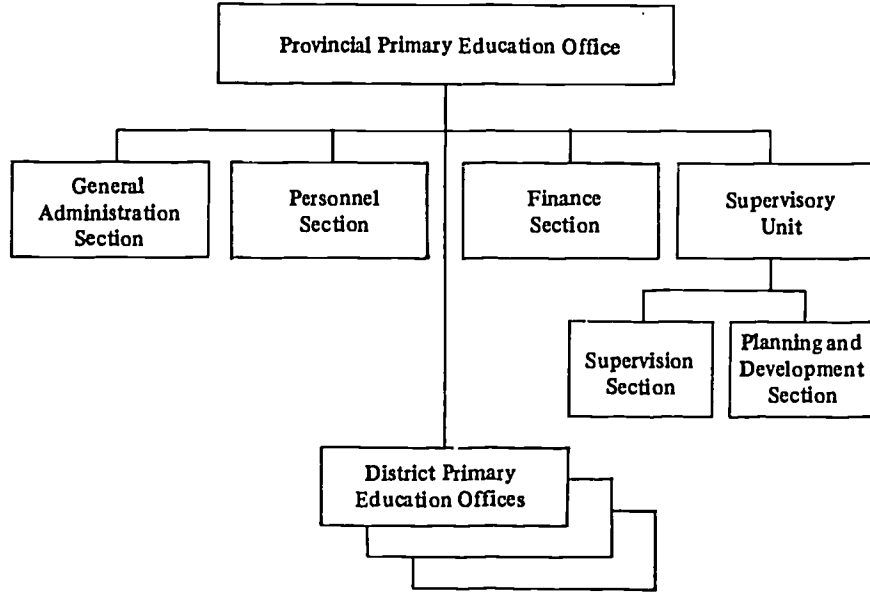 Provincial Primary Education Office
General
Administration
Section
Personnel
Section
Finance
Section
Supervisory
Unit
Supervision
Section
Planning and
Development
Section
District Primary
Education Offices